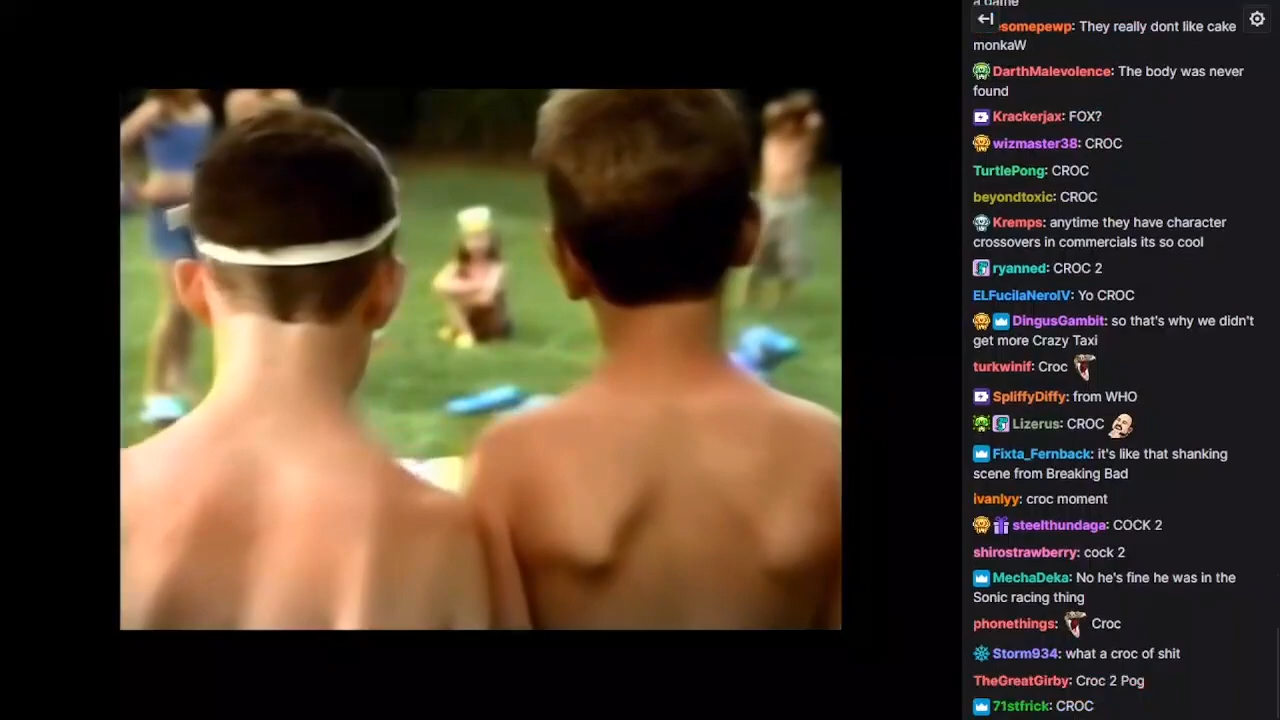 a game
somepewp: They really dont like cake
monkaW
DarthMalevolence: The body was never
found
Krackerjax: FOX?
wizmaster38: CROC
TurtlePong: CROC
beyondtoxic: CROC
Kremps: anytime they have character
crossovers in commercials its so cool
ryanned: CROC 2
ELFucilaNeroIV: Yo CROC
DingusGambit: so that's why we didn't
get more Crazy Taxi
turkwinif: Croc
SpliffyDiffy: from WHO
Lizerus: CROC
Fixta_Fernback: it's like that shanking
scene from Breaking Bad
ivanlyy: croc moment
steelthundaga: COCK 2
shirostrawberry: cock 2
MechaDeka: No he's fine he was in the
Sonic racing thing
phonethings: Croc
Storm934: what a croc of shit
TheGreatGirby: Croc 2 Pog
71stfrick: CROC